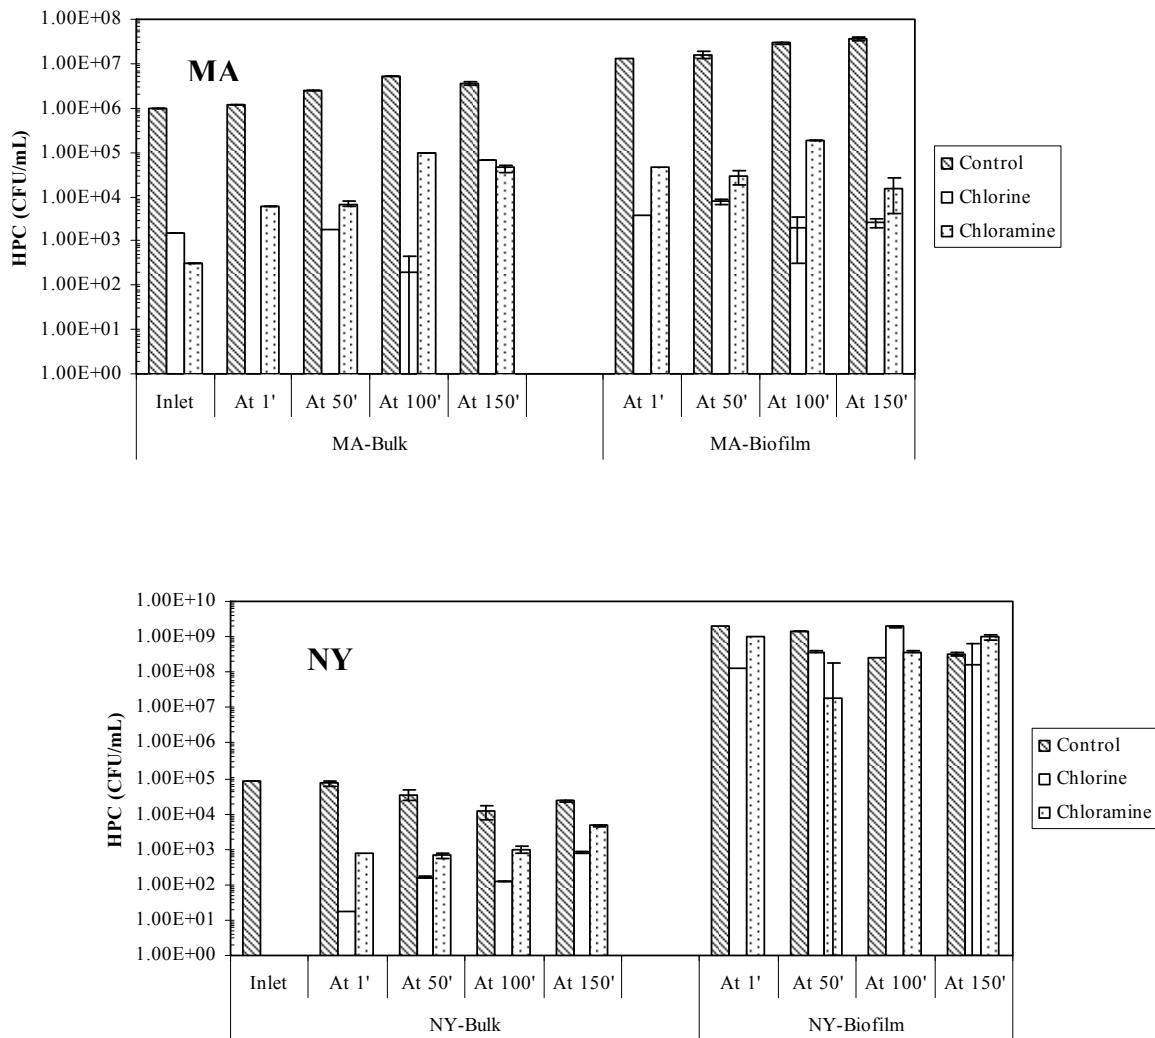 1.00E+08
1.00E+07
1.00E+06
1.00E+05
1.00E+04
1.00E+03
1.00E+02
1.00E+01
1.00E+00
HPC (CFU/mL)
MA
Control
Chlorine
Chloramine
Inlet At 1' At 50' At 100' At 150' At 1' At 50' At 100' At 150'
MA-Bulk MA-Biofilm
1.00E+10
1.00E+09
1.00E+08
1.00E+07
1.00E+06
1.00E+05
1.00E+04
1.00E+03
1.00E+02
1.00E+01
1.00E+00
HPC (CFU/mL)
NY
Control
Chlorine
Chloramine
Inlet At 1' At 50' At 100' At 150' At 1' At 50' At 100' At 150'
NY-Bulk NY-Biofilm